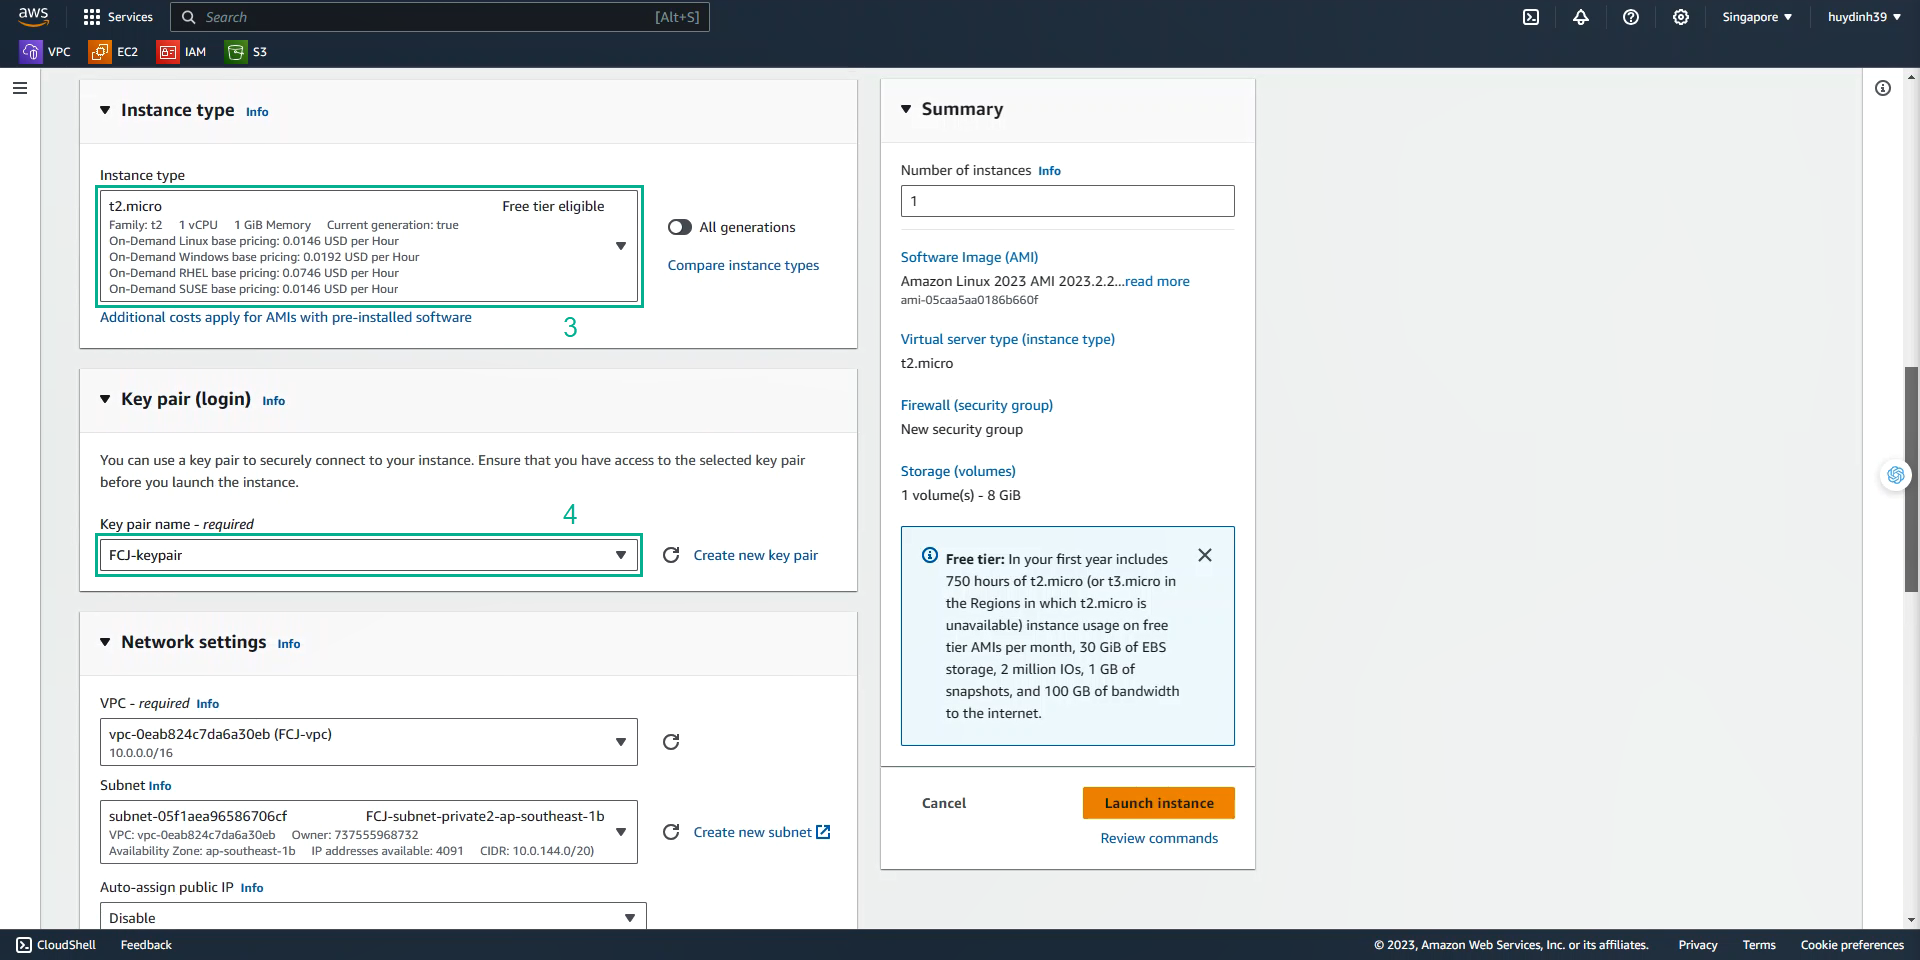 aws
Services
Search
[Alt+S]
Singapore
huydinh39
VPC
EC2
IAM
S3
Instance type Info
Instance type
t2.micro Free tier eligible
Family: t2 1 vCPU 1 GiB Memory Current generation: true
On-Demand Linux base pricing: 0.0146 USD per Hour
On-Demand Windows base pricing: 0.0192 USD per Hour
On-Demand RHEL base pricing: 0.0746 USD per Hour
On-Demand SUSE base pricing: 0.0146 USD per Hour
All generations
Compare instance types
Additional costs apply for AMIs with pre-installed software
3
Key pair (login) Info
You can use a key pair to securely connect to your instance. Ensure that you have access to the selected key pair
before you launch the instance.
Key pair name - required
4
FCJ-keypair
Create new key pair
Network settings Info
VPC - required Info
vpc-0eab824c7da6a30eb (FCJ-vpc)
10.0.0.0/16
Subnet Info
subnet-05f1aea96586706cf FCJ-subnet-private2-ap-southeast-1b
VPC: vpc-0eab824c7da6a30eb Owner: 737555968732
Availability Zone: ap-southeast-1b IP addresses available: 4091 CIDR: 10.0.144.0/20)
Create new subnet
Auto-assign public IP Info
Disable
Summary
Number of instances Info
1
Software Image (AMI)
Amazon Linux 2023 AMI 2023.2.2...read more
ami-05caa5aa0186b660f
Virtual server type (instance type)
t2.micro
Firewall (security group)
New security group
Storage (volumes)
1 volume(s) - 8 GiB
Free tier: In your first year includes
750 hours of t2.micro (or t3.micro in
the Regions in which t2.micro is
unavailable) instance usage on free
tier AMIs per month, 30 GiB of EBS
storage, 2 million IOs, 1 GB of
snapshots, and 100 GB of bandwidth
to the internet.
Cancel
Launch instance
Review commands
CloudShell
Feedback
© 2023, Amazon Web Services, Inc. or its affiliates.
Privacy
Terms
Cookie preferences